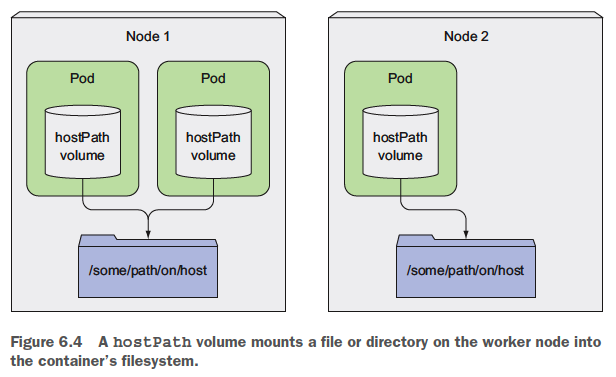 Node 1
Node 2
Pod
Pod
Pod
hostPath
volume
hostPath
volume
hostPath
volume
/some/path/on/host
/some/path/on/host
Figure 6.4 A hostPath volume mounts a file or directory on the worker node into
the container’s filesystem.